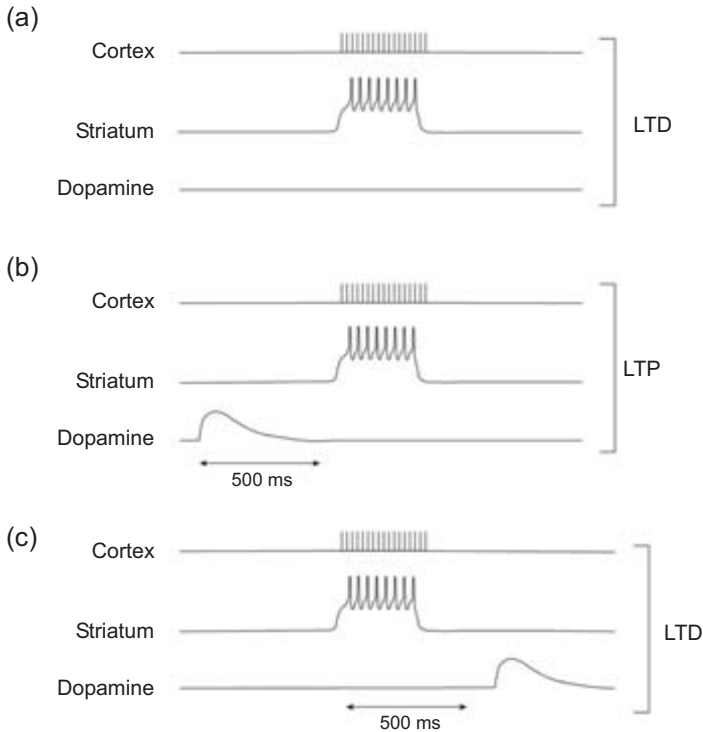 (a)
Cortex
Striatum
Dopamine
LTD
(b)
Cortex
Striatum
Dopamine
500 ms
LTP
(c)
Cortex
Striatum
Dopamine
500 ms
LTD